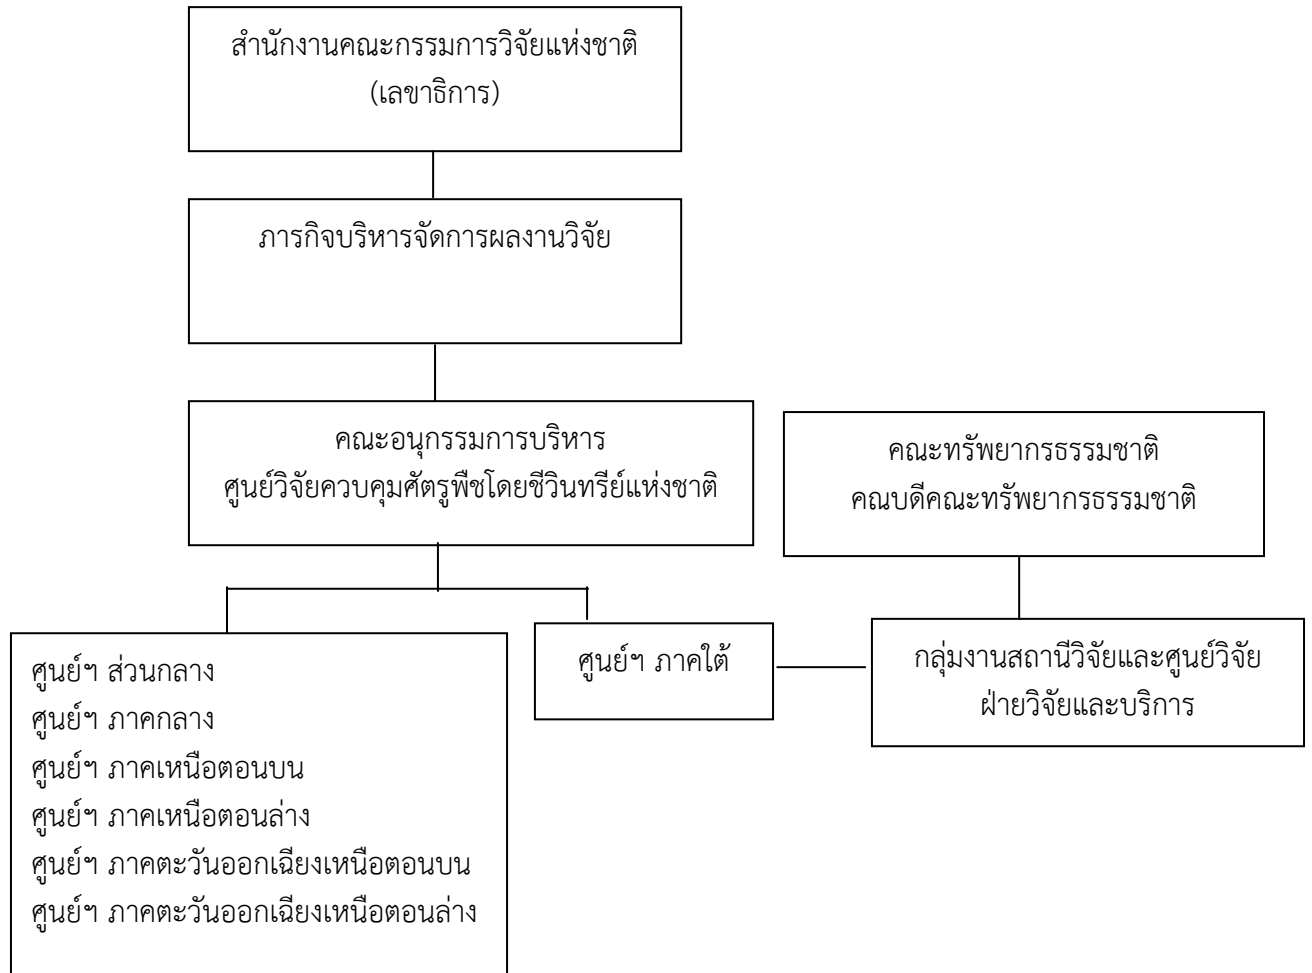 สำนักงานคณะกรรมการวิจัยแห่งชาติ
(เลขาธิการ)
ภารกิจบริหารจัดการผลงานวิจัย
คณะอนุกรรมการบริหาร
ศูนย์วิจัยควบคุมศัตรูพืชโดยชีวินทรีย์แห่งชาติ
คณะทรัพยากรธรรมชาติ
คณบดีคณะทรัพยากรธรรมชาติ
ศูนย์ฯ ส่วนกลาง
ศูนย์ฯ ภาคกลาง
ศูนย์ฯ ภาคเหนือตอนบน
ศูนย์ฯ ภาคเหนือตอนล่าง
ศูนย์ฯ ภาคตะวันออกเฉียงเหนือตอนบน
ศูนย์ฯ ภาคตะวันออกเฉียงเหนือตอนล่าง
ศูนย์ฯ ภาคใต้
กลุ่มงานสถานีวิจัยและศูนย์วิจัย
ฝ่ายวิจัยและบริการ